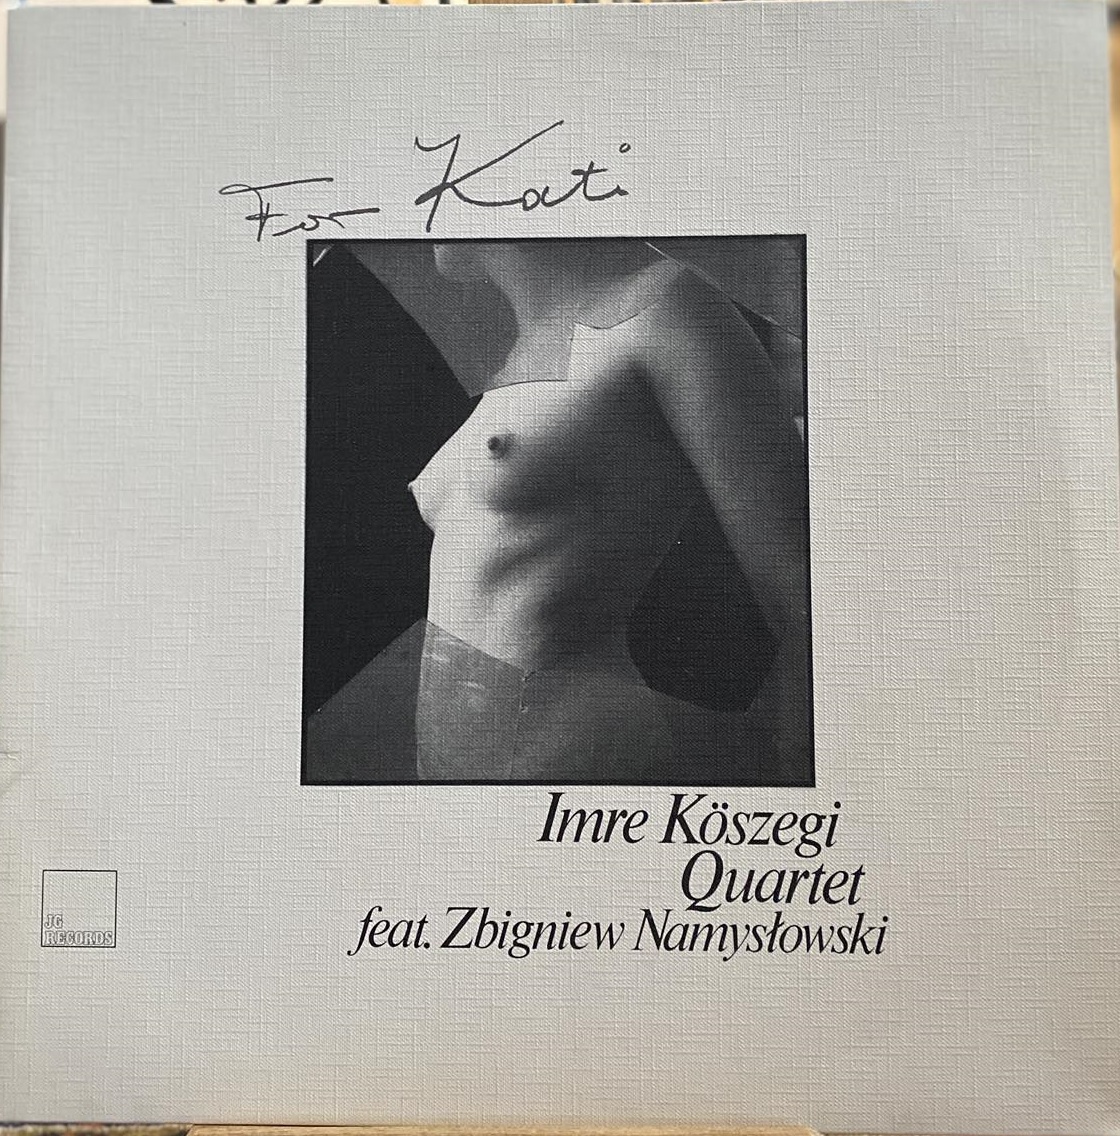 For Kati
Imre Köszegi
Quartet
feat. Zbigniew Namysłowski
JG
RECORDS